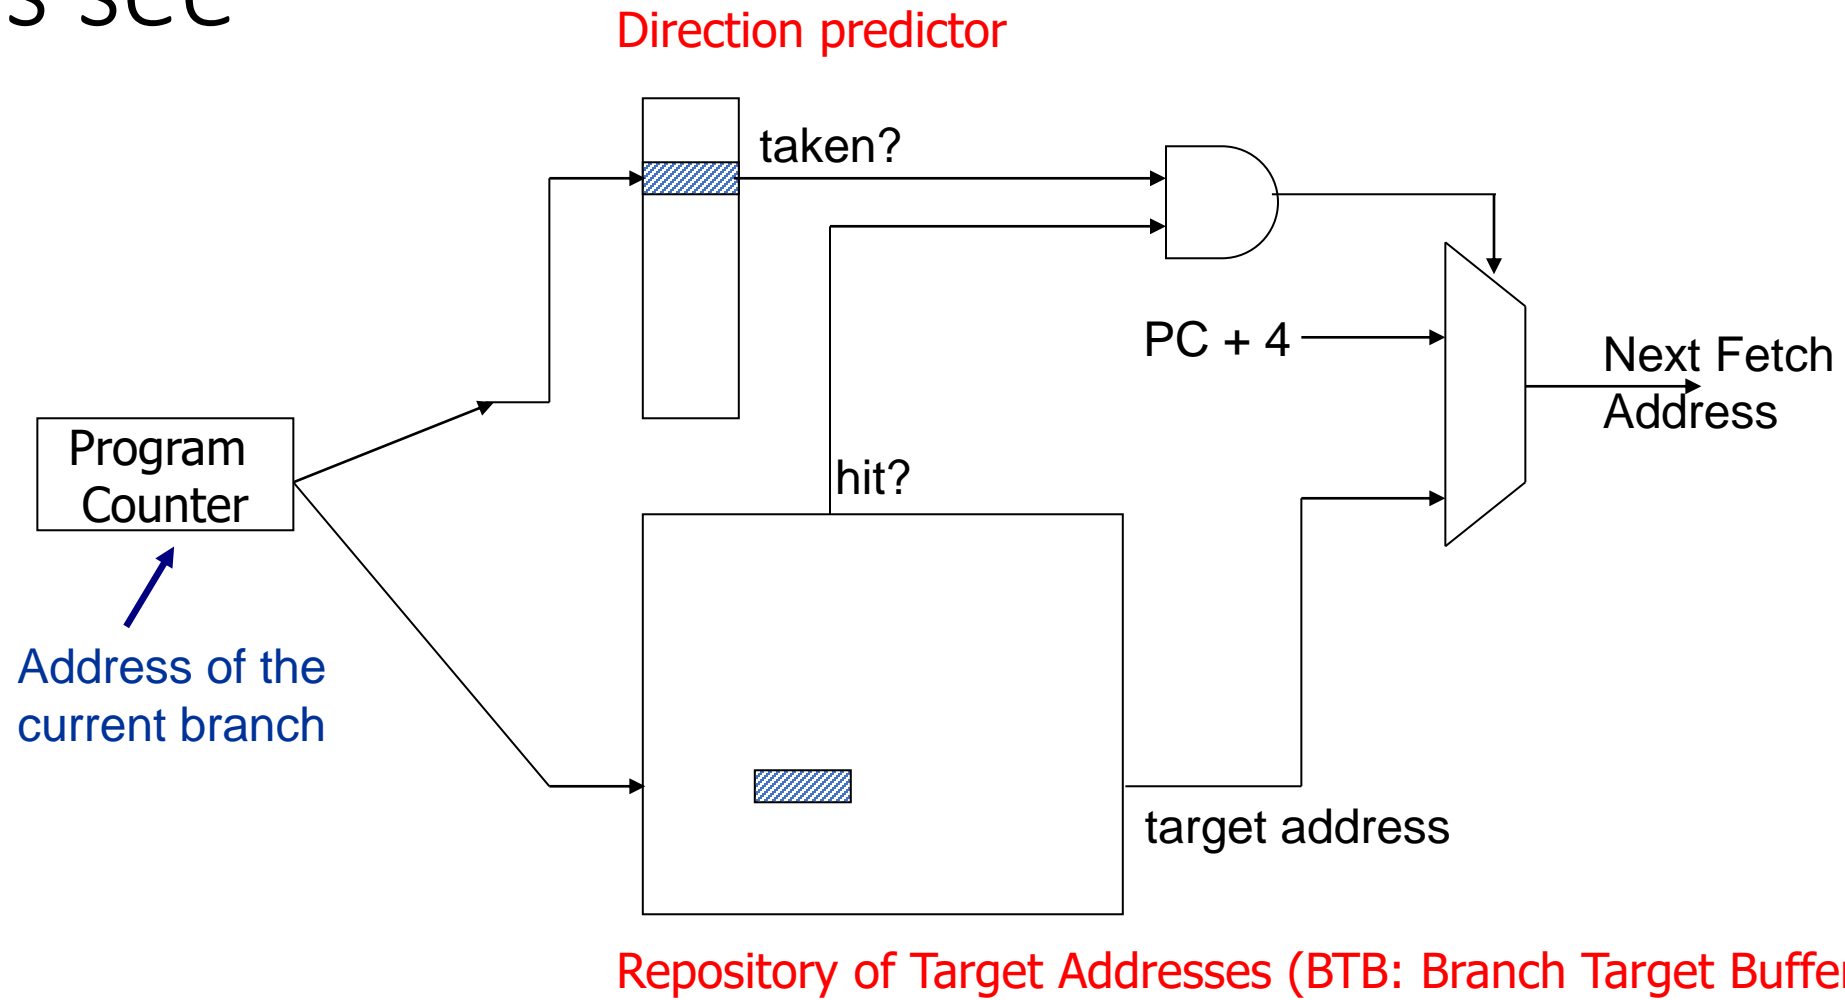 Direction predictor
taken?
PC + 4
Next Fetch
Address
Program
Counter
hit?
Address of the
current branch
target address
Repository of Target Addresses (BTB: Branch Target Buffer